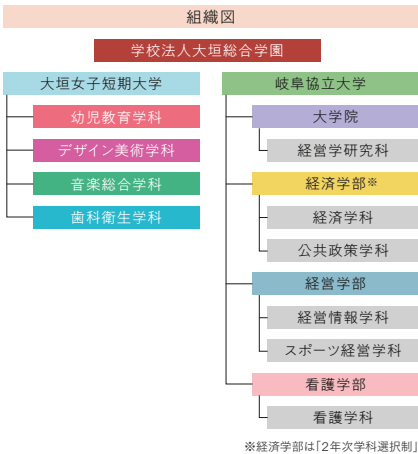 組織図
学校法人大垣総合学園
大垣女子短期大学
幼児教育学科
デザイン美術学科
音楽総合学科
歯科衛生学科
岐阜協立大学
大学院
経営学研究科
経済学部※
経済学科
公共政策学科
経営学部
経営情報学科
スポーツ経営学科
看護学部
看護学科
※経済学部は「2年次学科選択制」